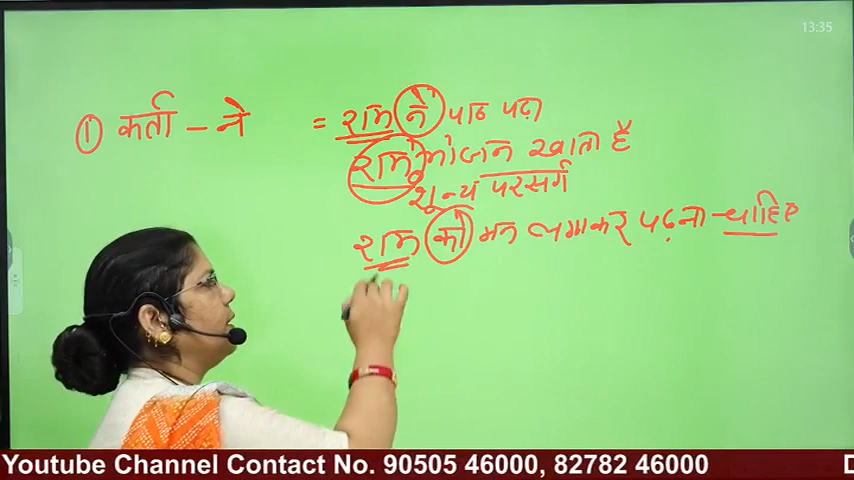 13:35
① कर्ता - ने = राम ने पाठ पढ़ा
राम भोजन खाता है
शून्य परसर्ग
राम को मन लगाकर पढ़ना चाहिए
Youtube Channel Contact No. 90505 46000, 82782 46000 D